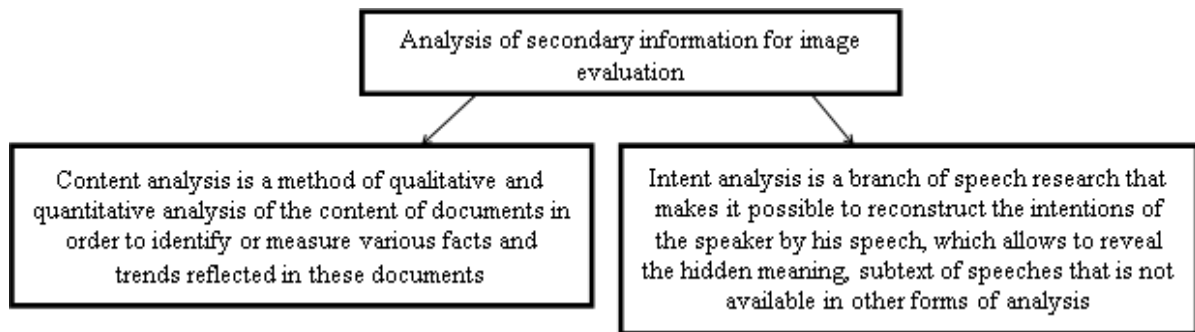 Analysis of secondary information for image
evaluation
Content analysis is a method of qualitative and
quantitative analysis of the content of documents in
order to identify or measure various facts and
trends reflected in these documents
Intent analysis is a branch of speech research that
makes it possible to reconstruct the intentions of
the speaker by his speech, which allows to reveal
the hidden meaning, subtext of speeches that is not
available in other forms of analysis